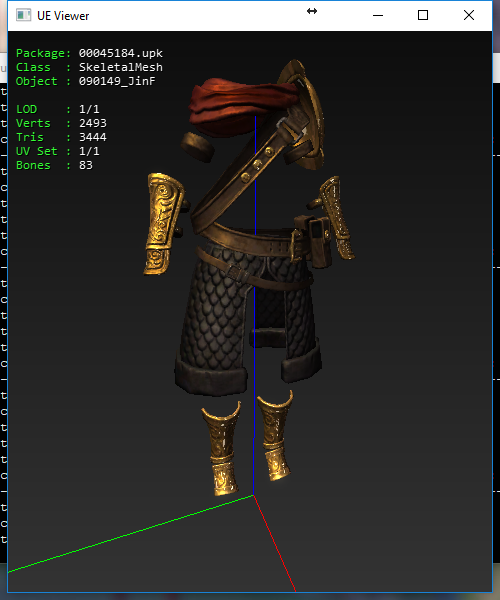 UE Viewer
Package: 00045184.upk
Class : SkeletalMesh
Object : 090149_JinF
LOD : 1/1
Verts : 2493
Tris : 3444
UV Set : 1/1
Bones : 83